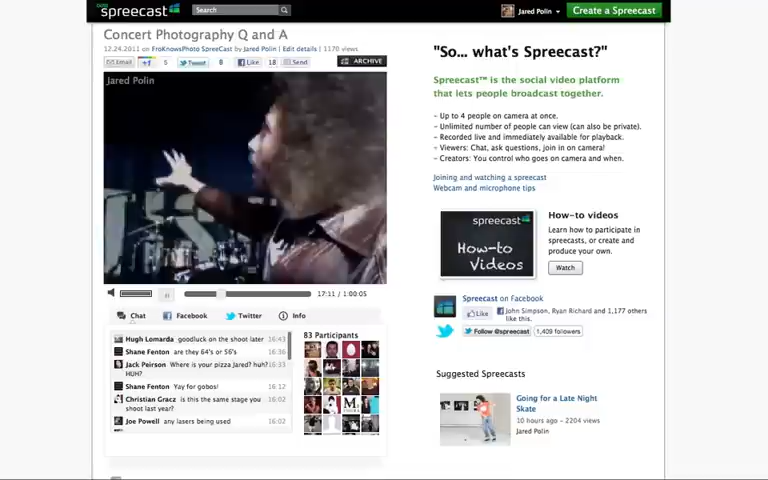 spreecast
Search
Jared Polin
Create a Spreecast
Concert Photography Q and A
12.24.2011 on FroKnowsPhoto SpreeCast by Jared Polin | Edit details | 1170 views
Email
+1
5
Tweet
8
Like
18
Send
ARCHIVE
Jared Polin
17:11 / 1:00:05
Chat
Facebook
Twitter
Info
Hugh Lomarda goodluck on the shoot later 16:43
Shane Fenton are they 64's or 56's 16:36
Jack Peirson Where is your pizza Jared? huh? HUH? 16:33
Shane Fenton Yay for gobos! 16:12
Christian Gracz is this the same stage you shoot last year? 16:02
Joe Powell any lasers being used 16:02
83 Participants
"So... what's Spreecast?"
Spreecast™ is the social video platform
that lets people broadcast together.
- Up to 4 people on camera at once.
- Unlimited number of people can view (can also be private).
- Recorded live and immediately available for playback.
- Viewers: Chat, ask questions, join in on camera!
- Creators: You control who goes on camera and when.
Joining and watching a spreecast
Webcam and microphone tips
spreecast
How-to
Videos
How-to videos
Learn how to participate in
spreecasts, or create and
produce your own.
Watch
Spreecast on Facebook
Like
John Simpson, Ryan Richard and 1,177 others
like this.
Follow @spreecast
1,409 followers
Suggested Spreecasts
Going for a Late Night
Skate
10 hours ago - 2204 views
Jared Polin